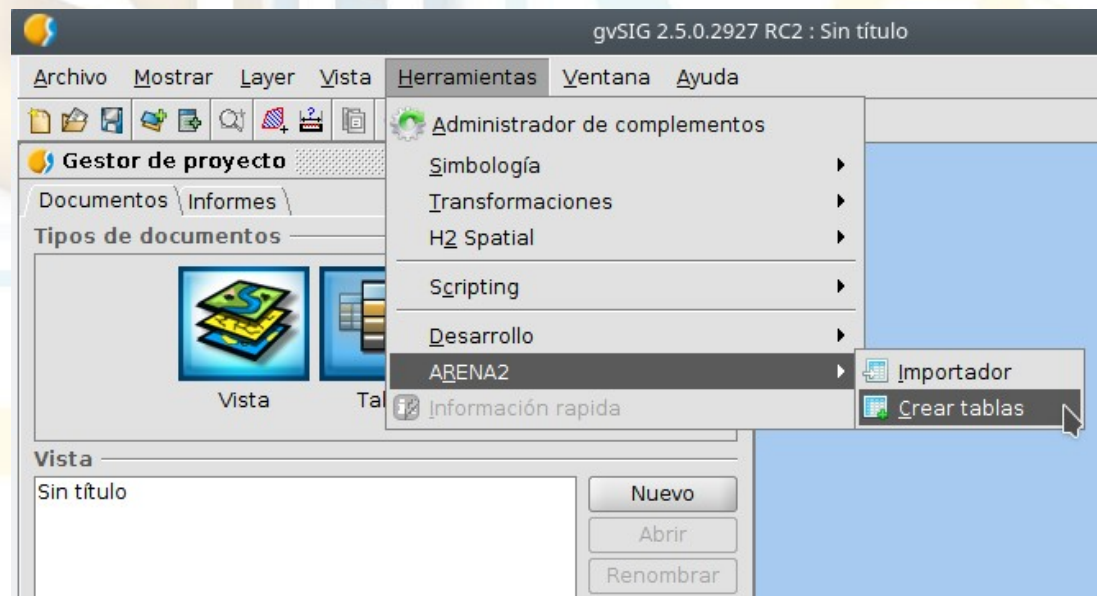 gvSIG 2.5.0.2927 RC2 : Sin título
Archivo Mostrar Layer Vista Herramientas Ventana Ayuda
Administrador de complementos
Gestor de proyecto
Simbología
Documentos Informes
Transformaciones
Tipos de documentos
H2 Spatial
Scripting
Desarrollo
ARENA2
Importador
Vista
Información rapida
Crear tablas
Vista
Sin título
Nuevo
Abrir
Renombrar